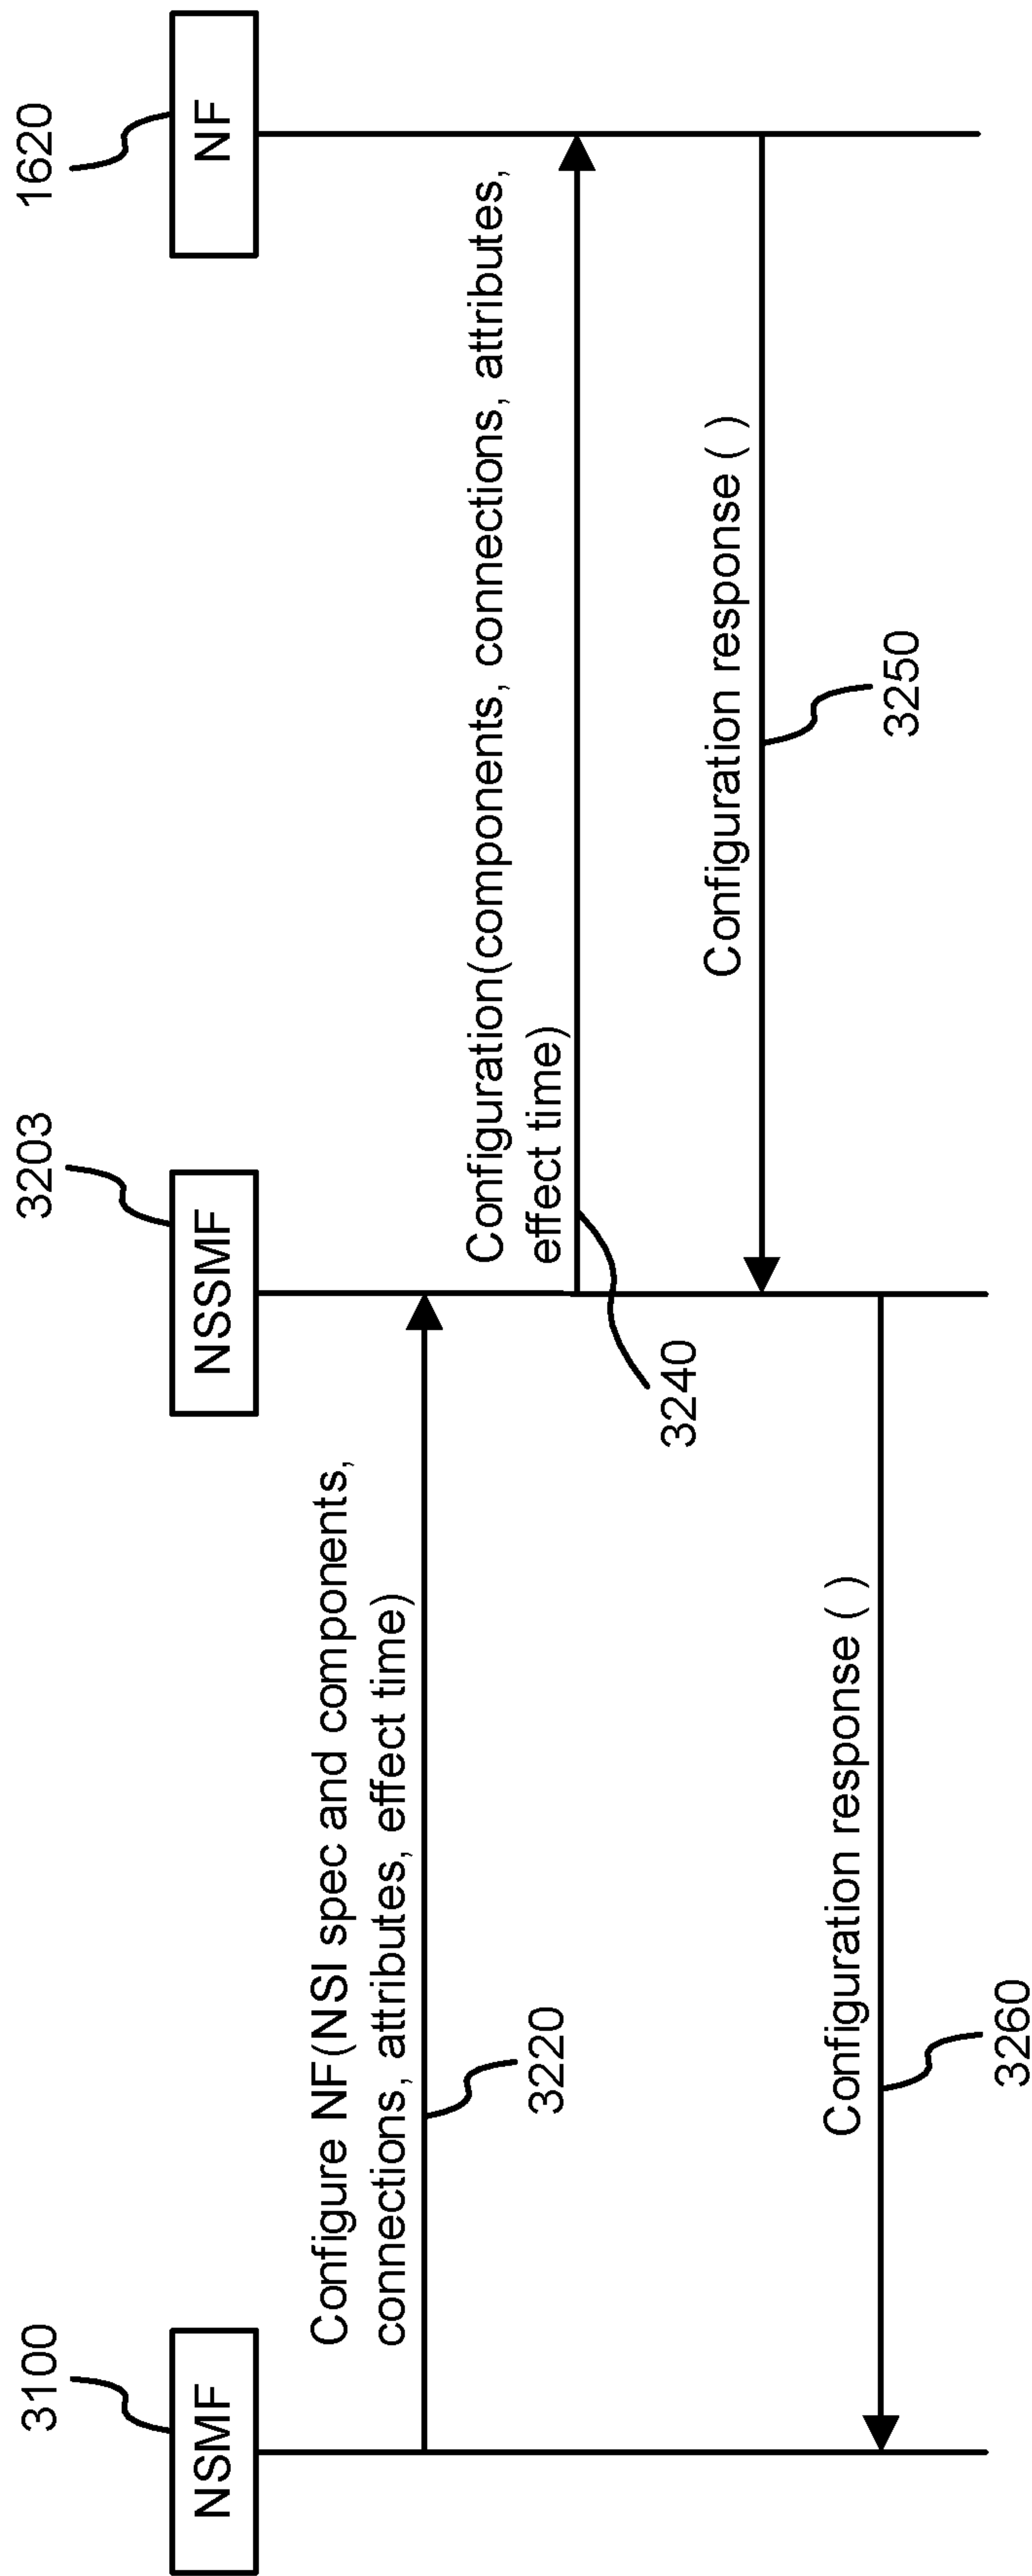 3100
3203
1620
NSMF
NSSMF
NF
Configure NF(NSI spec and components,
connections, attributes, effect time)
3220
Configuration(components, connections, attributes,
effect time)
3240
Configuration response ( )
3250
Configuration response ( )
3260